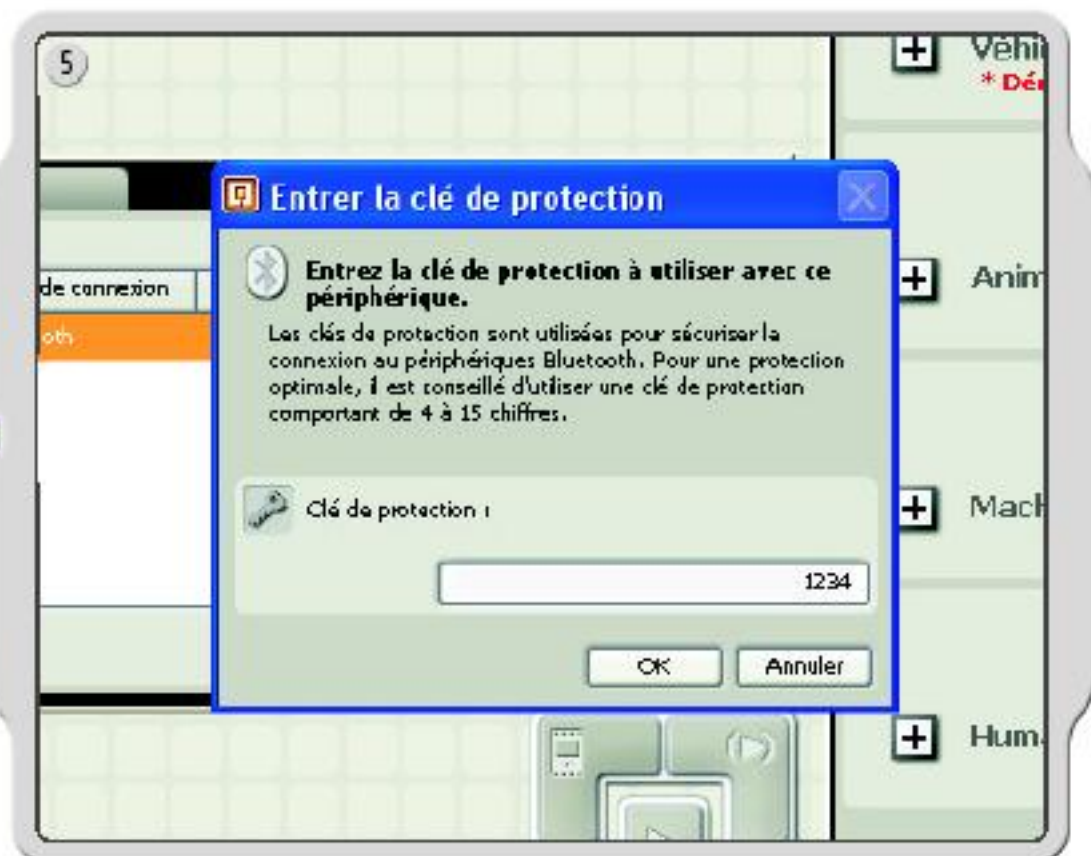 5
Véhi
* Dé
Entrer la clé de protection
Entrez la clé de protection à utiliser avec ce
périphérique.
Les clés de protection sont utilisées pour sécuriser la
connexion au périphériques Bluetooth. Pour une protection
optimale, il est conseillé d'utiliser une clé de protection
comportant de 4 à 15 chiffres.
de connexion
oth
Anim
Clé de protection :
1234
Mach
OK
Annuler
Hum